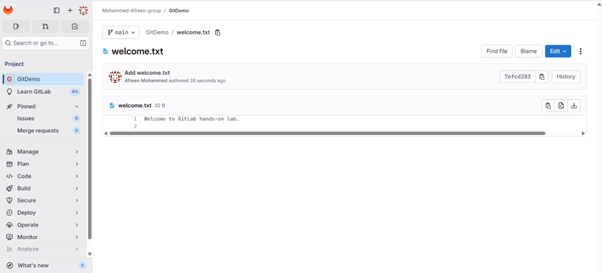 Mohammed-Afreen-group / GitDemo
Search or go to...
main
GitDemo / welcome.txt
welcome.txt
Find file
Blame
Edit
Add welcome.txt
Afreen Mohammed authored 26 seconds ago
76fcd283
History
welcome.txt 32 B
1 Welcome to GitLab hands-on lab.
2
Project
G GitDemo
Learn GitLab
Pinned
Issues 0
Merge requests 0
Manage
Plan
Code
Build
Secure
Deploy
Operate
Monitor
Analyze
What's new 5